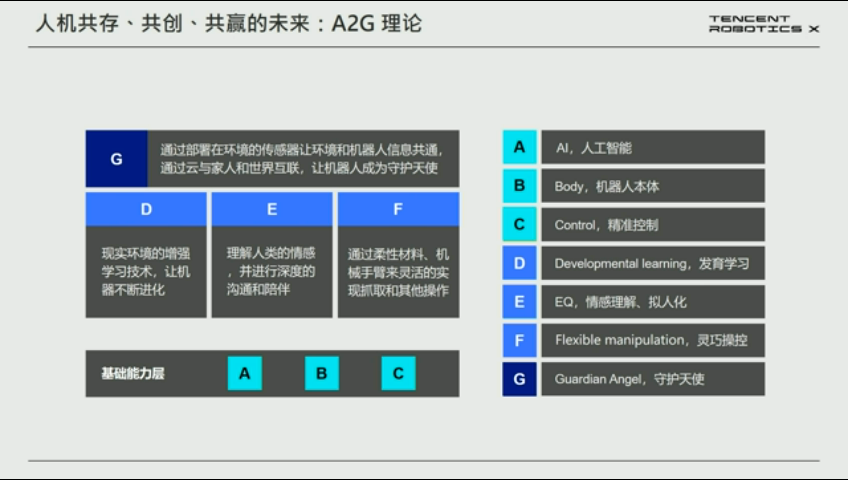 人机共存、共创、共赢的未来：A2G 理论
TENCENT
ROBOTICS X
G
通过部署在环境的传感器让环境和机器人信息共通，
通过云与家人和世界互联，让机器人成为守护天使
D
E
F
现实环境的增强
学习技术，让机
器不断进化
理解人类的情感
，并进行深度的
沟通和陪伴
通过柔性材料、机
械手臂来灵活的实
现抓取和其他操作
基础能力层
A
B
C
A
AI，人工智能
B
Body，机器人本体
C
Control，精准控制
D
Developmental learning，发育学习
E
EQ，情感理解、拟人化
F
Flexible manipulation，灵巧操控
G
Guardian Angel，守护天使